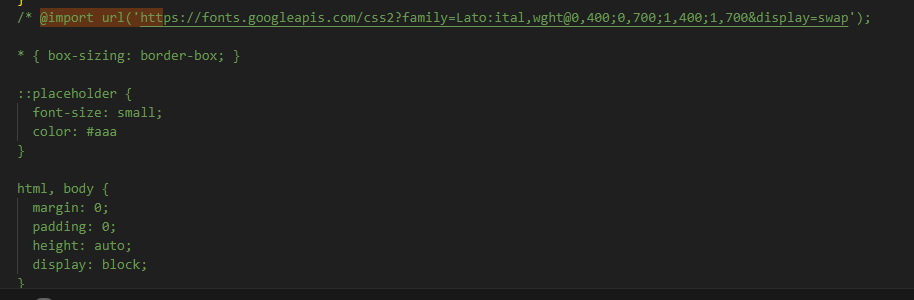 }
/* @import url('https://fonts.googleapis.com/css2?family=Lato:ital,wght@0,400;0,700;1,400;1,700&display=swap');
* { box-sizing: border-box; }
::placeholder {
font-size: small;
color: #aaa
}
html, body {
margin: 0;
padding: 0;
height: auto;
display: block;
}